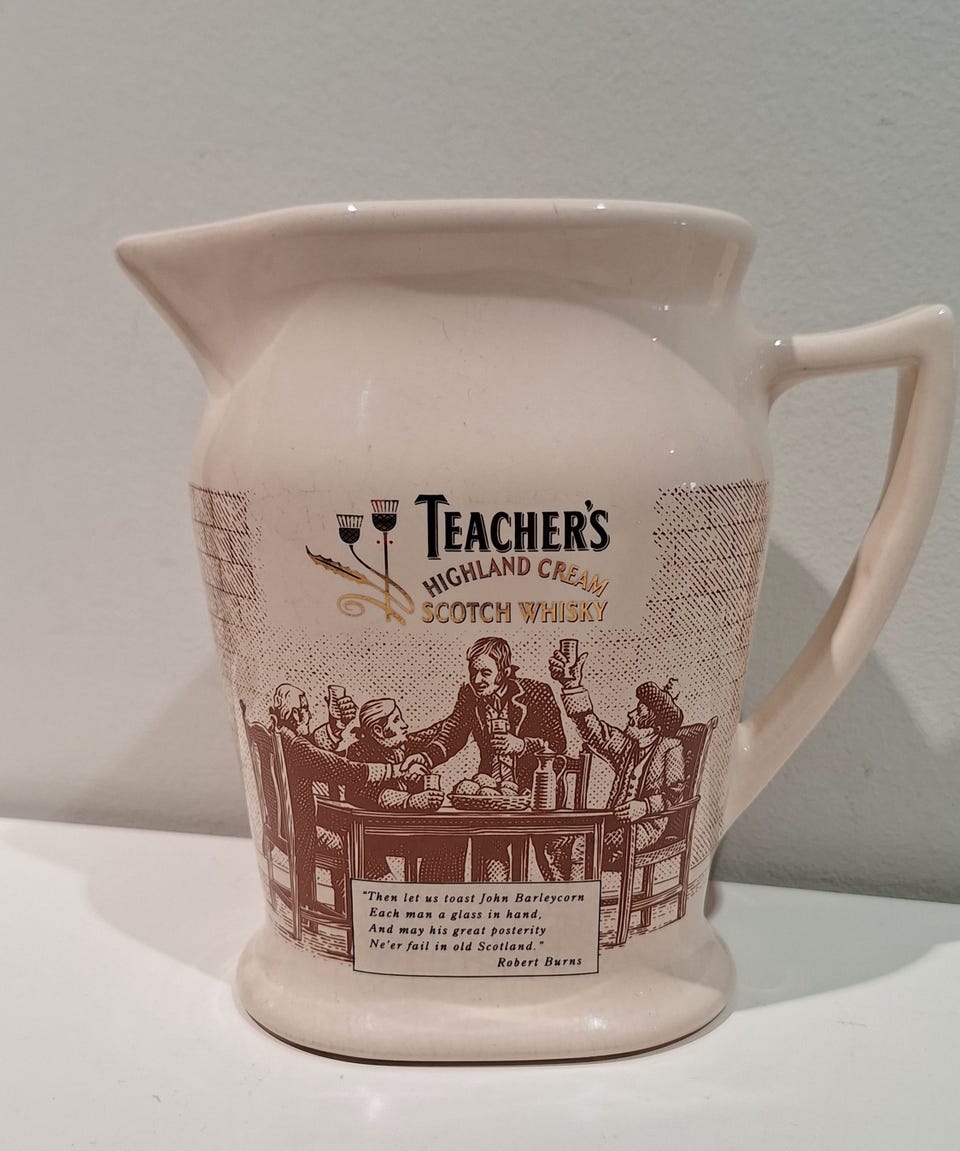 TEACHER'S
HIGHLAND CREAM
SCOTCH WHISKY
"Then let us toast John Barleycorn
Each man a glass in hand,
And may his great posterity
Ne'er fail in old Scotland."
Robert Burns